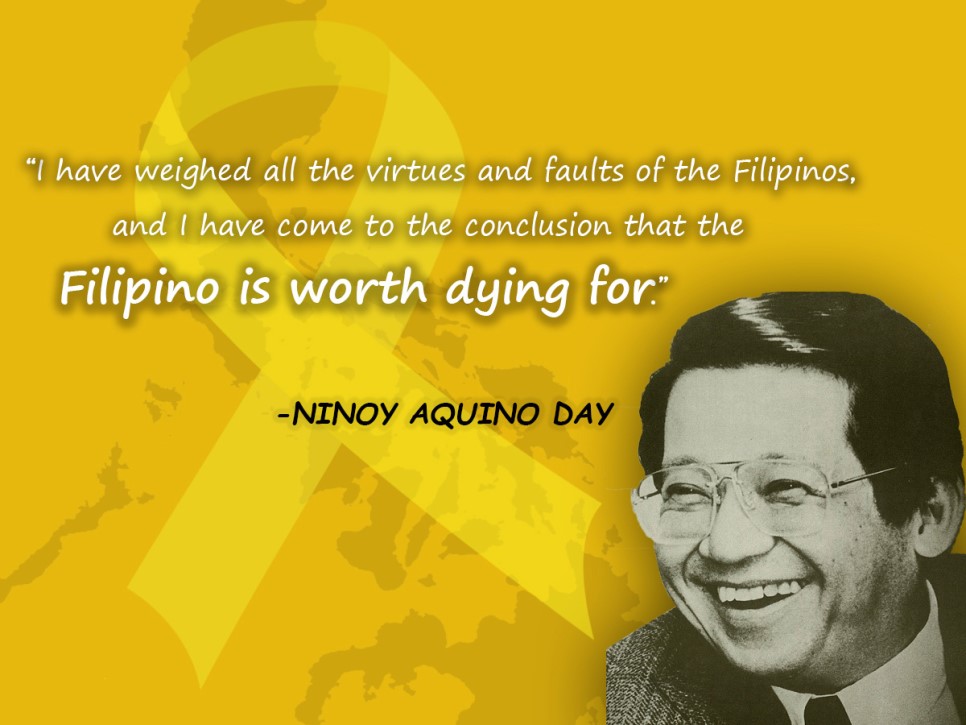 “I have weighed all the virtues and faults of the Filipinos,
and I have come to the conclusion that the
Filipino is worth dying for.”
-NINOY AQUINO DAY